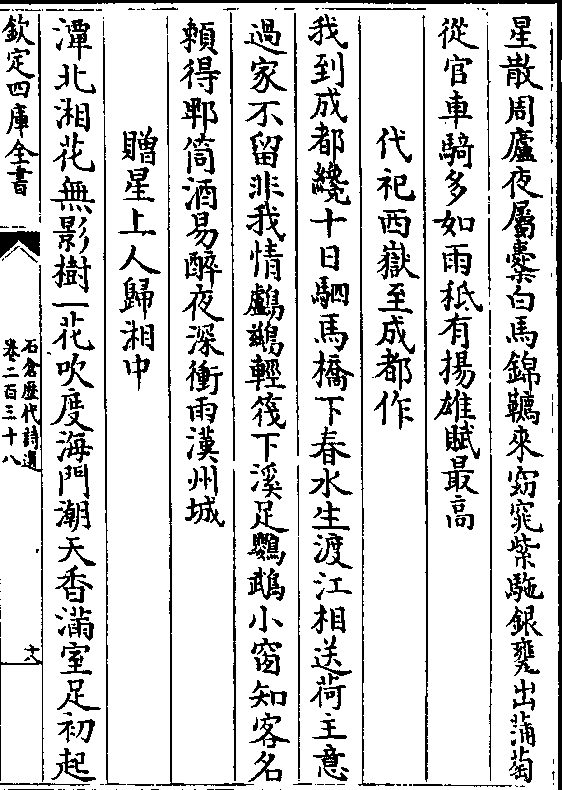 星散周廬夜屬櫜白馬錦韉來窈窕紫駞銀甕出蒲萄
從官車騎多如雨秖有揚雄賦最高
代祀西嶽至成都作
我到成都纔十日駟馬橋下春水生渡江相送荷主意
過家不留非我情鸕鷀輕筏下溪足鸚鵡小窗知客名
頼得郫筒酒易醉夜深衝雨漢州城
贈星上人歸湘中
潭北湘花無影樹一花吹度海門潮天香滿室足初起
欽定四庫全書
石倉歴代詩選
卷二百三十八
十八